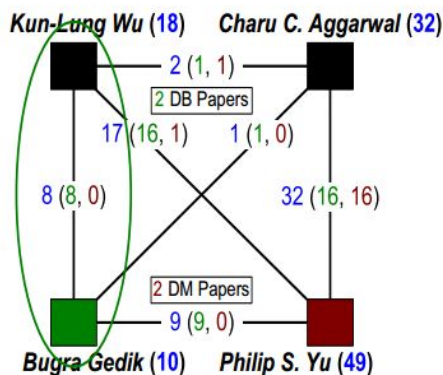 Kun-Lung Wu (18) Charu C. Aggarwal (32)
2 (1, 1)
2 DB Papers
17 (16, 1) 1 (1, 0)
8 (8, 0) 32 (16, 16)
2 DM Papers
9 (9, 0)
Bugra Gedik (10) Philip S. Yu (49)